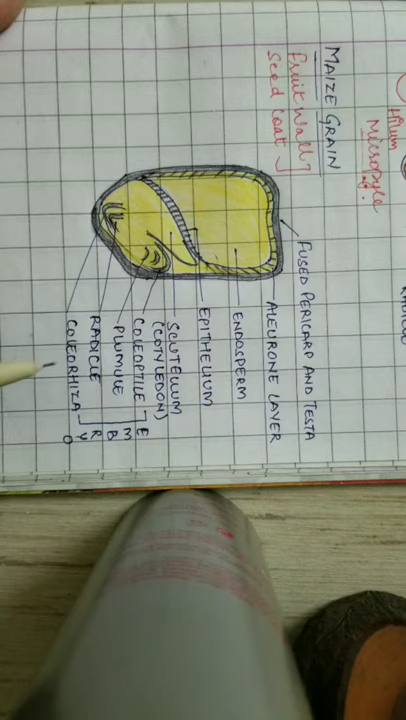 Hilum
Micropyle
MAIZE GRAIN
Fruit wall
Seed coat
FUSED PERICARP AND TESTA
ALEURONE LAYER
ENDOSPERM
EPITHELIUM
SCUTELLUM
(COTYLEDON)
COLEOPTILE
PLUMULE
RADICLE
COLEORHIZA
EMBRYO